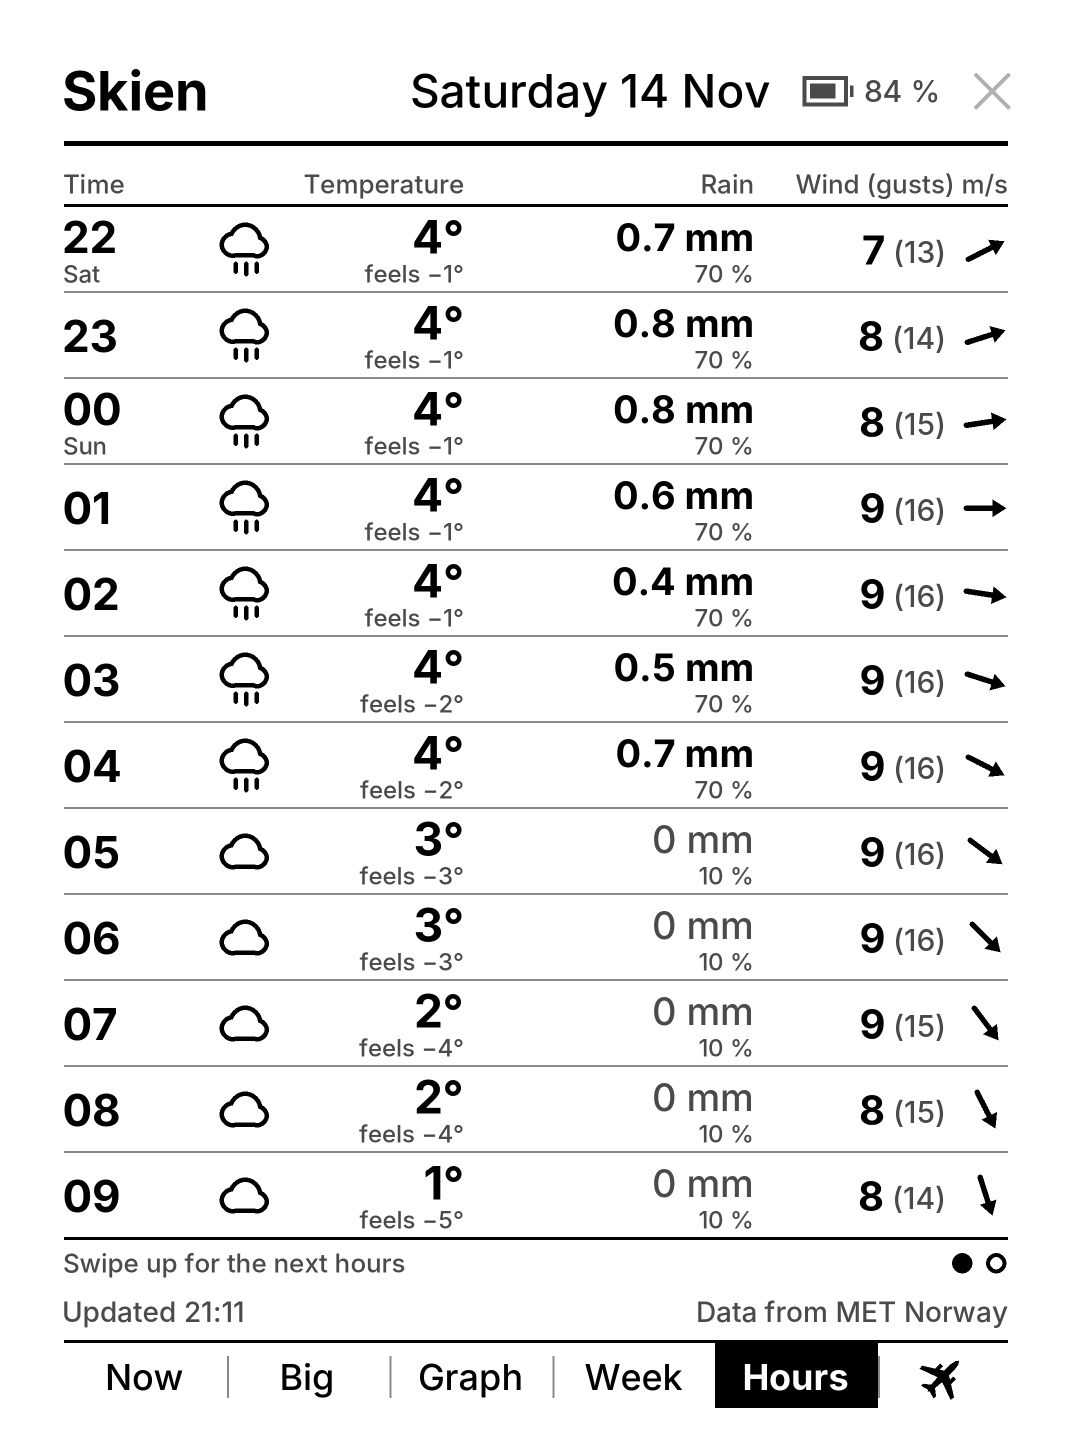 Skien Saturday 14 Nov 84 %
Time Temperature Rain Wind (gusts) m/s
22 4° 0.7 mm 7 (13)
Sat feels −1° 70 %
23 4° 0.8 mm 8 (14)
feels −1° 70 %
00 4° 0.8 mm 8 (15)
Sun feels −1° 70 %
01 4° 0.6 mm 9 (16)
feels −1° 70 %
02 4° 0.4 mm 9 (16)
feels −1° 70 %
03 4° 0.5 mm 9 (16)
feels −2° 70 %
04 4° 0.7 mm 9 (16)
feels −2° 70 %
05 3° 0 mm 9 (16)
feels −3° 10 %
06 3° 0 mm 9 (16)
feels −3° 10 %
07 2° 0 mm 9 (15)
feels −4° 10 %
08 2° 0 mm 8 (15)
feels −4° 10 %
09 1° 0 mm 8 (14)
feels −5° 10 %
Swipe up for the next hours
Updated 21:11 Data from MET Norway
Now Big Graph Week Hours